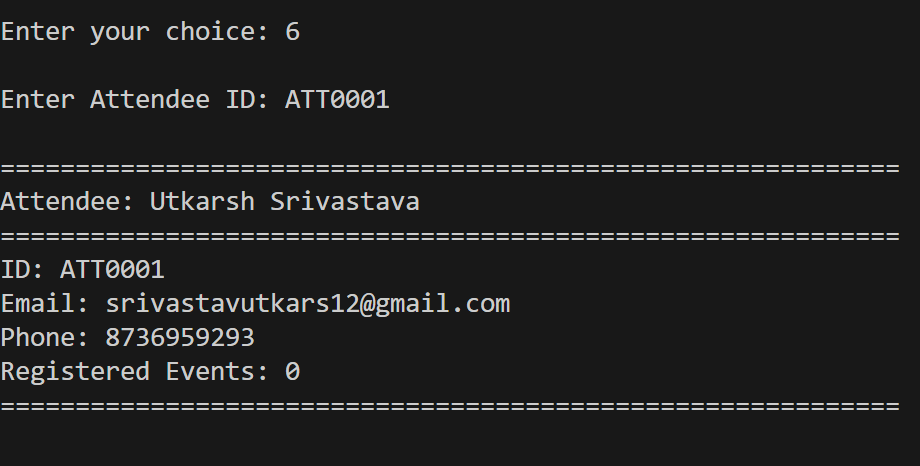 Enter your choice: 6
Enter Attendee ID: ATT0001
============================================================
Attendee: Utkarsh Srivastava
============================================================
ID: ATT0001
Email: srivastavutkars12@gmail.com
Phone: 8736959293
Registered Events: 0
============================================================